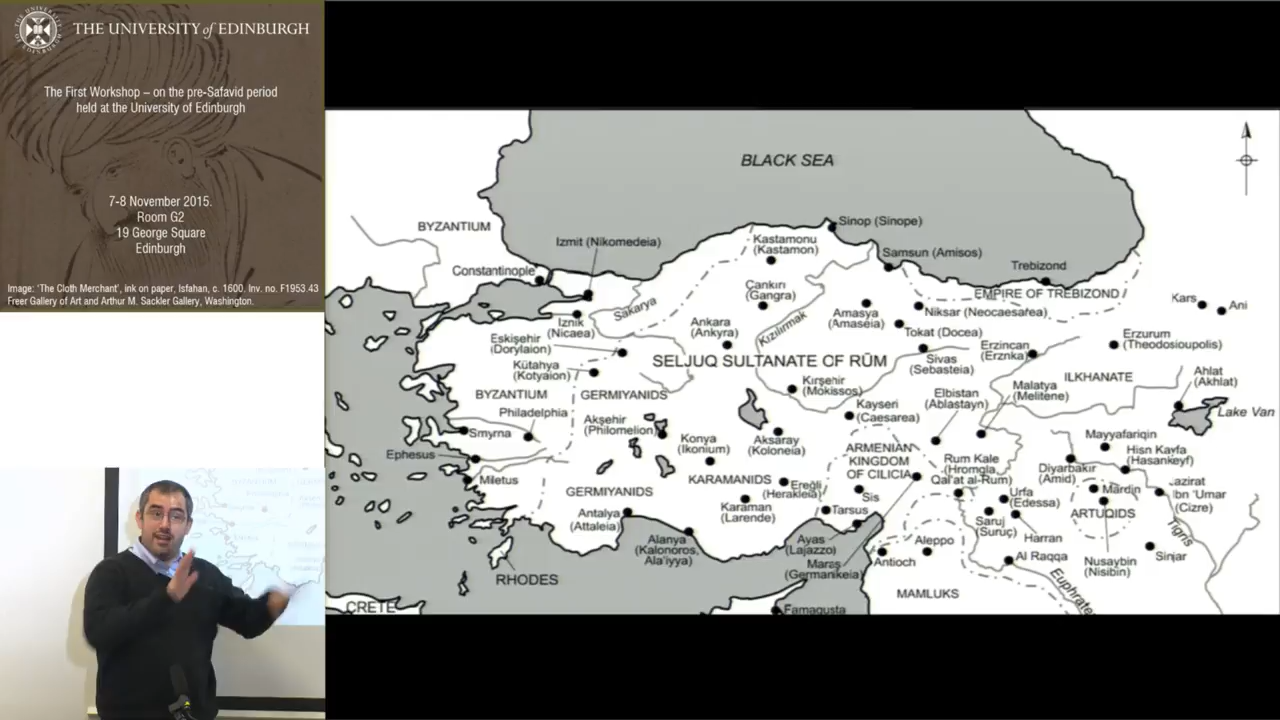 THE UNIVERSITY of EDINBURGH
The First Workshop – on the pre-Safavid period
held at the University of Edinburgh
7-8 November 2015.
Room G2
19 George Square
Edinburgh
Image: 'The Cloth Merchant', ink on paper, Isfahan, c. 1600. Inv. no. F1953.43
Freer Gallery of Art and Arthur M. Sackler Gallery, Washington.
BLACK SEA
BYZANTIUM
Izmit (Nikomedeia)
Constantinople
Kastamonu
(Kastamon)
Sinop (Sinope)
Samsun (Amisos)
Trebizond
EMPIRE OF TREBIZOND
Kars
Ani
Sakarya
Iznik
(Nicaea)
Çankırı
(Gangra)
Ankara
(Ankyra)
Kızılırmak
Amasya
(Amaseia)
Niksar (Neocaesarea)
Tokat (Docea)
Sivas
(Sebasteia)
Erzincan
(Erznka)
Erzurum
(Theodosioupolis)
Eskişehir
(Dorylaion)
Kütahya
(Kotyaion)
SELJUQ SULTANATE OF RŪM
Kırşehir
(Mokissos)
ILKHANATE
Ahlat
(Akhlat)
Lake Van
BYZANTIUM
GERMIYANIDS
Philadelphia
Smyrna
Ephesus
Miletus
Akşehir
(Philomelion)
Konya
(Ikonium)
Aksaray
(Koloneia)
Kayseri
(Caesarea)
Elbistan
(Ablastayn)
Malatya
(Melitene)
Mayyafariqin
Hisn Kayfa
(Hasankeyf)
ARMENIAN
KINGDOM
OF CILICIA
Rum Kale
(Hromgla,
Qal'at al-Rum)
Diyarbakır
(Amid)
Mardin
ARTUQIDS
Jazirat
Ibn 'Umar
(Cizre)
GERMIYANIDS
KARAMANIDS
Ereğli
(Herakleia)
Karaman
(Larende)
Sis
Tarsus
Urfa
(Edessa)
Saruj
(Suruç)
Harran
Tigris
Antalya
(Attaleia)
Alanya
(Kalonoros,
Ala'iyya)
Ayas
(Lajazzo)
Maraş
(Germanikeia)
Antioch
Aleppo
Al Raqqa
Nusaybin
(Nisibin)
Sinjar
RHODES
CRETE
Famagusta
MAMLUKS